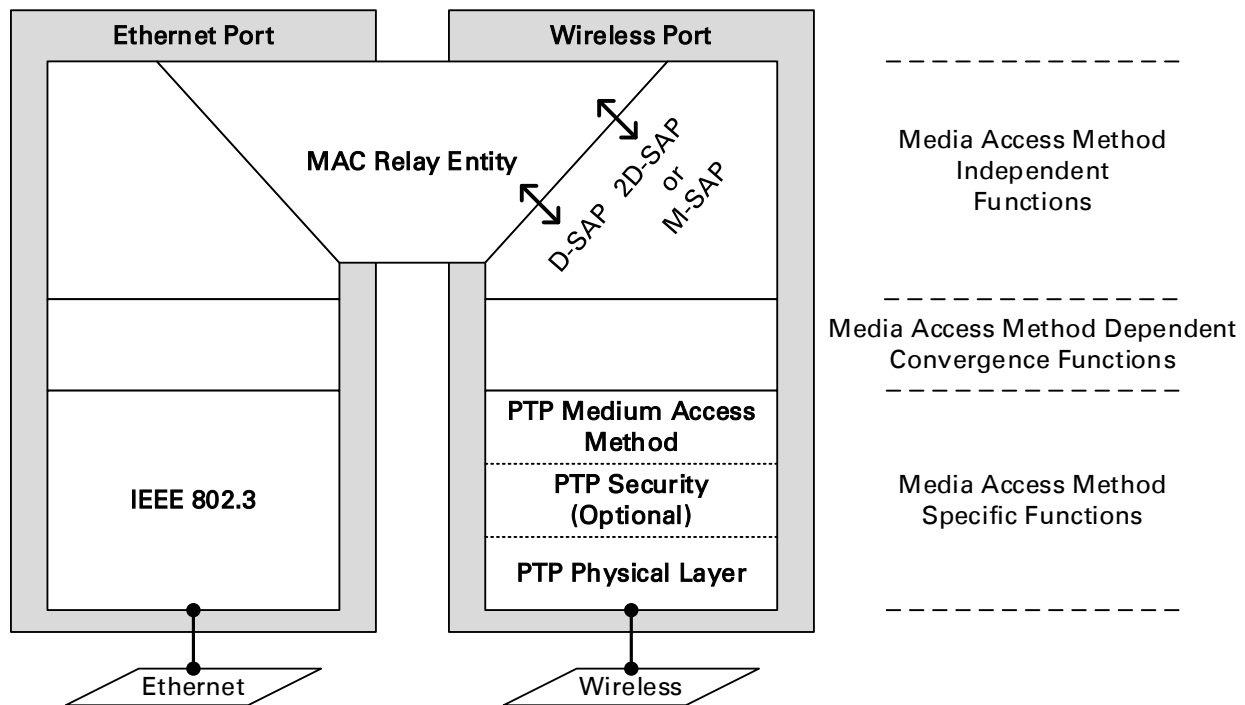 Ethernet Port
Wireless Port
MAC Relay Entity
D-SAP
2D-SAP
or
M-SAP
Media Access Method
Independent
Functions
Media Access Method Dependent
Convergence Functions
IEEE 802.3
PTP Medium Access
Method
PTP Security
(Optional)
PTP Physical Layer
Media Access Method
Specific Functions
Ethernet
Wireless